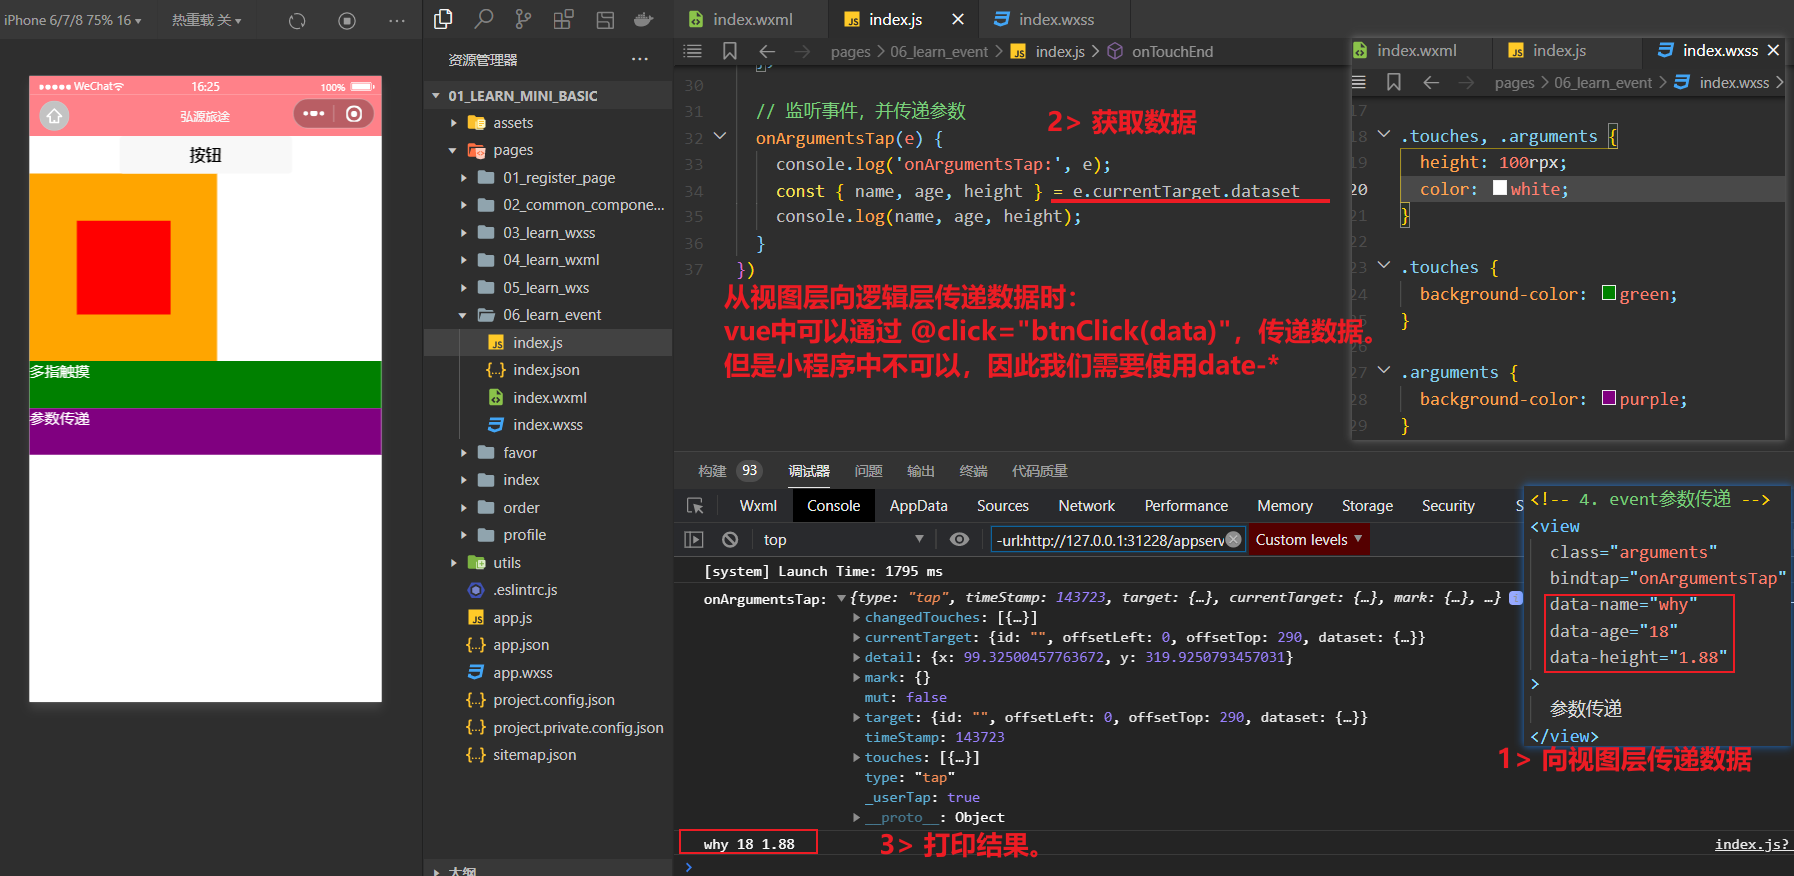 iPhone 6/7/8 75% 16
热重载 关
WeChat
16:25
100%
弘源旅途
按钮
多指触摸
参数传递
资源管理器
01_LEARN_MINI_BASIC
assets
pages
01_register_page
02_common_compone...
03_learn_wxss
04_learn_wxml
05_learn_wxs
06_learn_event
index.js
index.json
index.wxml
index.wxss
favor
index
order
profile
utils
.eslintrc.js
app.js
app.json
app.wxss
project.config.json
project.private.config.json
sitemap.json
大纲
index.wxml
index.js
index.wxss
pages > 06_learn_event > index.js > onTouchEnd
30
31 // 监听事件，并传递参数
32 onArgumentsTap(e) {
33 console.log('onArgumentsTap:', e);
34 const { name, age, height } = e.currentTarget.dataset
35 console.log(name, age, height);
36 }
37 })
2> 获取数据
从视图层向逻辑层传递数据时：
vue中可以通过 @click="btnClick(data)"，传递数据。
但是小程序中不可以，因此我们需要使用date-*
index.wxml
index.js
index.wxss
pages > 06_learn_event > index.wxss >
17
18 .touches, .arguments {
19 height: 100rpx;
20 color: white;
21 }
22
23 .touches {
24 background-color: green;
}
26
27 .arguments {
28 background-color: purple;
29 }
构建 93 调试器 问题 输出 终端 代码质量
Wxml Console AppData Sources Network Performance Memory Storage Security S
top
-url:http://127.0.0.1:31228/appserv
Custom levels
[system] Launch Time: 1795 ms
onArgumentsTap: {type: "tap", timeStamp: 143723, target: {…}, currentTarget: {…}, mark: {…}, …}
changedTouches: [{…}]
currentTarget: {id: "", offsetLeft: 0, offsetTop: 290, dataset: {…}}
detail: {x: 99.32500457763672, y: 319.9250793457031}
mark: {}
mut: false
target: {id: "", offsetLeft: 0, offsetTop: 290, dataset: {…}}
timeStamp: 143723
touches: [{…}]
type: "tap"
_userTap: true
__proto__: Object
why 18 1.88
3> 打印结果。
index.js?
<!-- 4. event参数传递 -->
<view
class="arguments"
bindtap="onArgumentsTap"
data-name="why"
data-age="18"
data-height="1.88"
>
参数传递
</view>
1> 向视图层传递数据